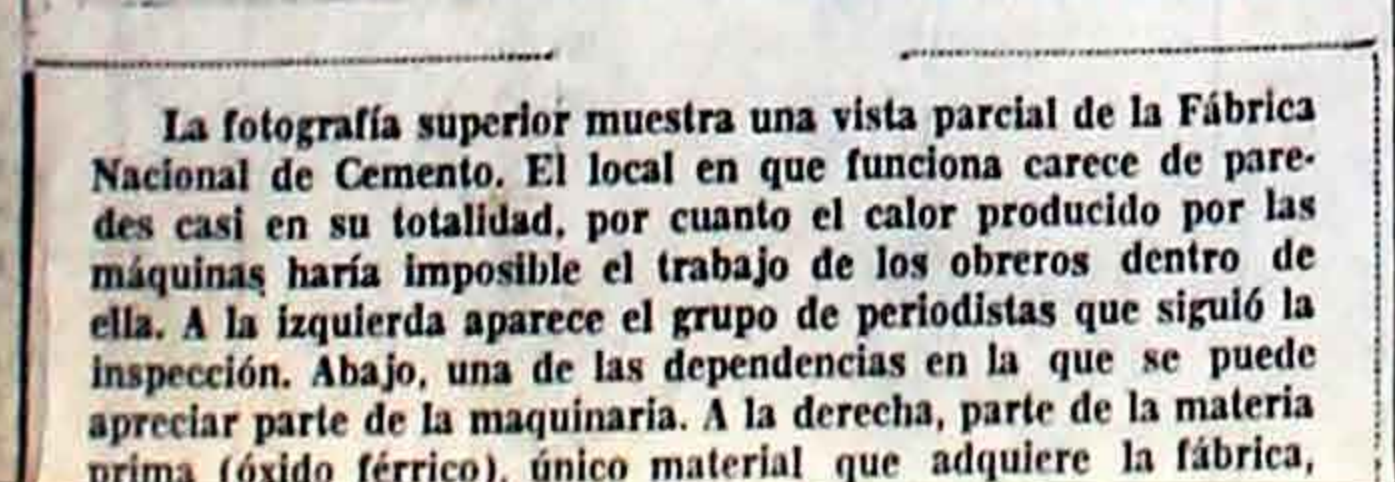 La fotografía superior muestra una vista parcial de la Fábrica
Nacional de Cemento. El local en que funciona carece de pare-
des casi en su totalidad, por cuanto el calor producido por las
máquinas haría imposible el trabajo de los obreros dentro de
ella. A la izquierda aparece el grupo de periodistas que siguió la
inspección. Abajo, una de las dependencias en la que se puede
apreciar parte de la maquinaria. A la derecha, parte de la materia
prima (óxido férrico), único material que adquiere la fábrica,